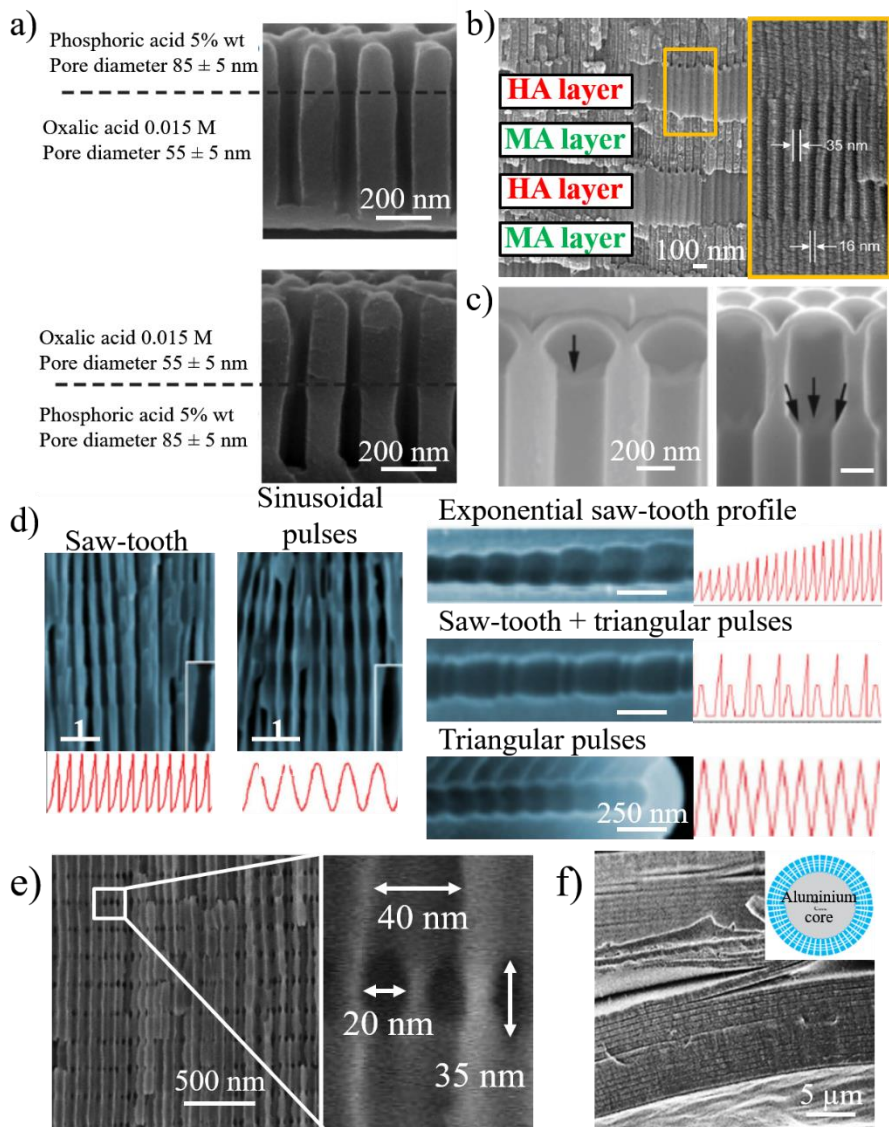 a)
Phosphoric acid 5% wt
Pore diameter 85 ± 5 nm
Oxalic acid 0.015 M
Pore diameter 55 ± 5 nm
200 nm
Oxalic acid 0.015 M
Pore diameter 55 ± 5 nm
Phosphoric acid 5% wt
Pore diameter 85 ± 5 nm
200 nm
b)
HA layer
MA layer
HA layer
MA layer
100 nm
35 nm
16 nm
c)
200 nm
d)
Saw-tooth
1
Sinusoidal
pulses
1
Exponential saw-tooth profile
Saw-tooth + triangular pulses
Triangular pulses
250 nm
e)
500 nm
40 nm
20 nm
35 nm
f)
Aluminium
core
5 µm